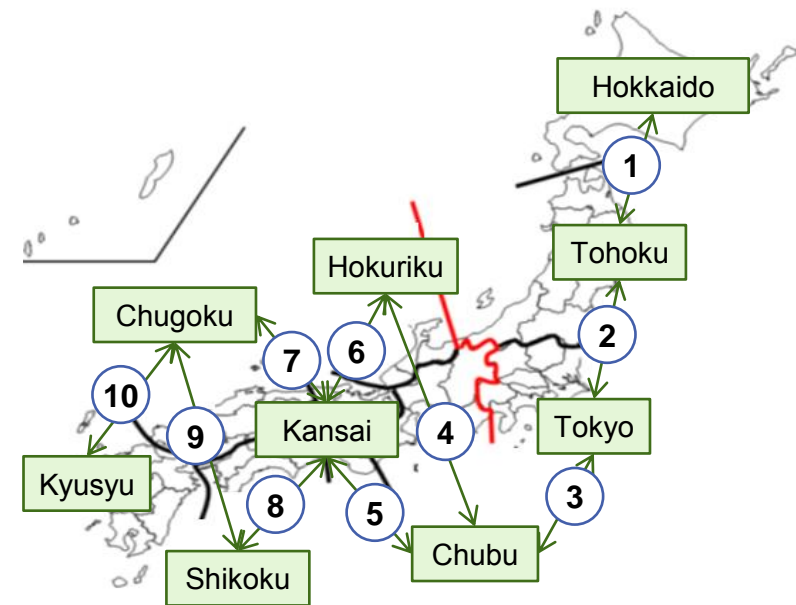 Hokkaido
1
Tohoku
Hokuriku
2
Chugoku
7
6
10
9
Kansai
4
Tokyo
Kyusyu
8
5
3
Chubu
Shikoku